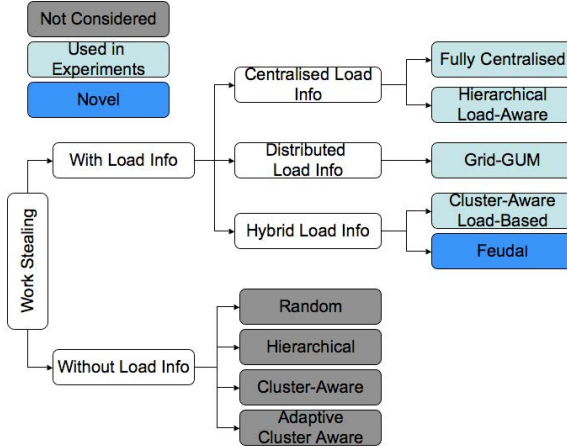 Not Considered
Used in
Experiments
Novel
Work Stealing
With Load Info
Centralised Load
Info
Fully Centralised
Hierarchical
Load-Aware
Distributed
Load Info
Grid-GUM
Hybrid Load Info
Cluster-Aware
Load-Based
Feudal
Without Load Info
Random
Hierarchical
Cluster-Aware
Adaptive
Cluster Aware